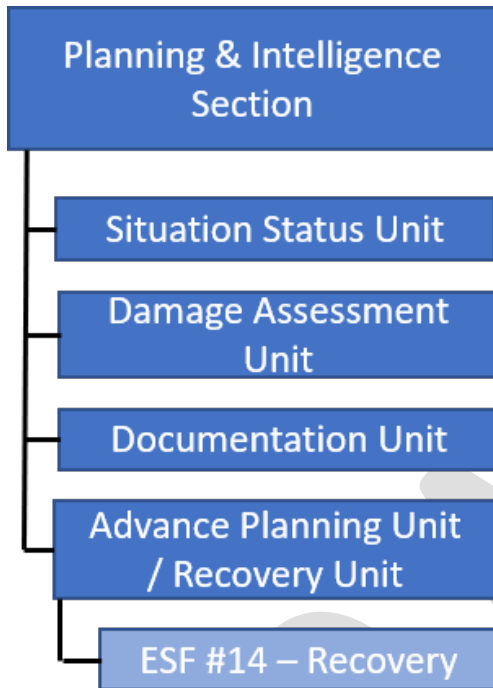 Planning & Intelligence
Section
Situation Status Unit
Damage Assessment
Unit
Documentation Unit
Advance Planning Unit
/ Recovery Unit
ESF #14 – Recovery